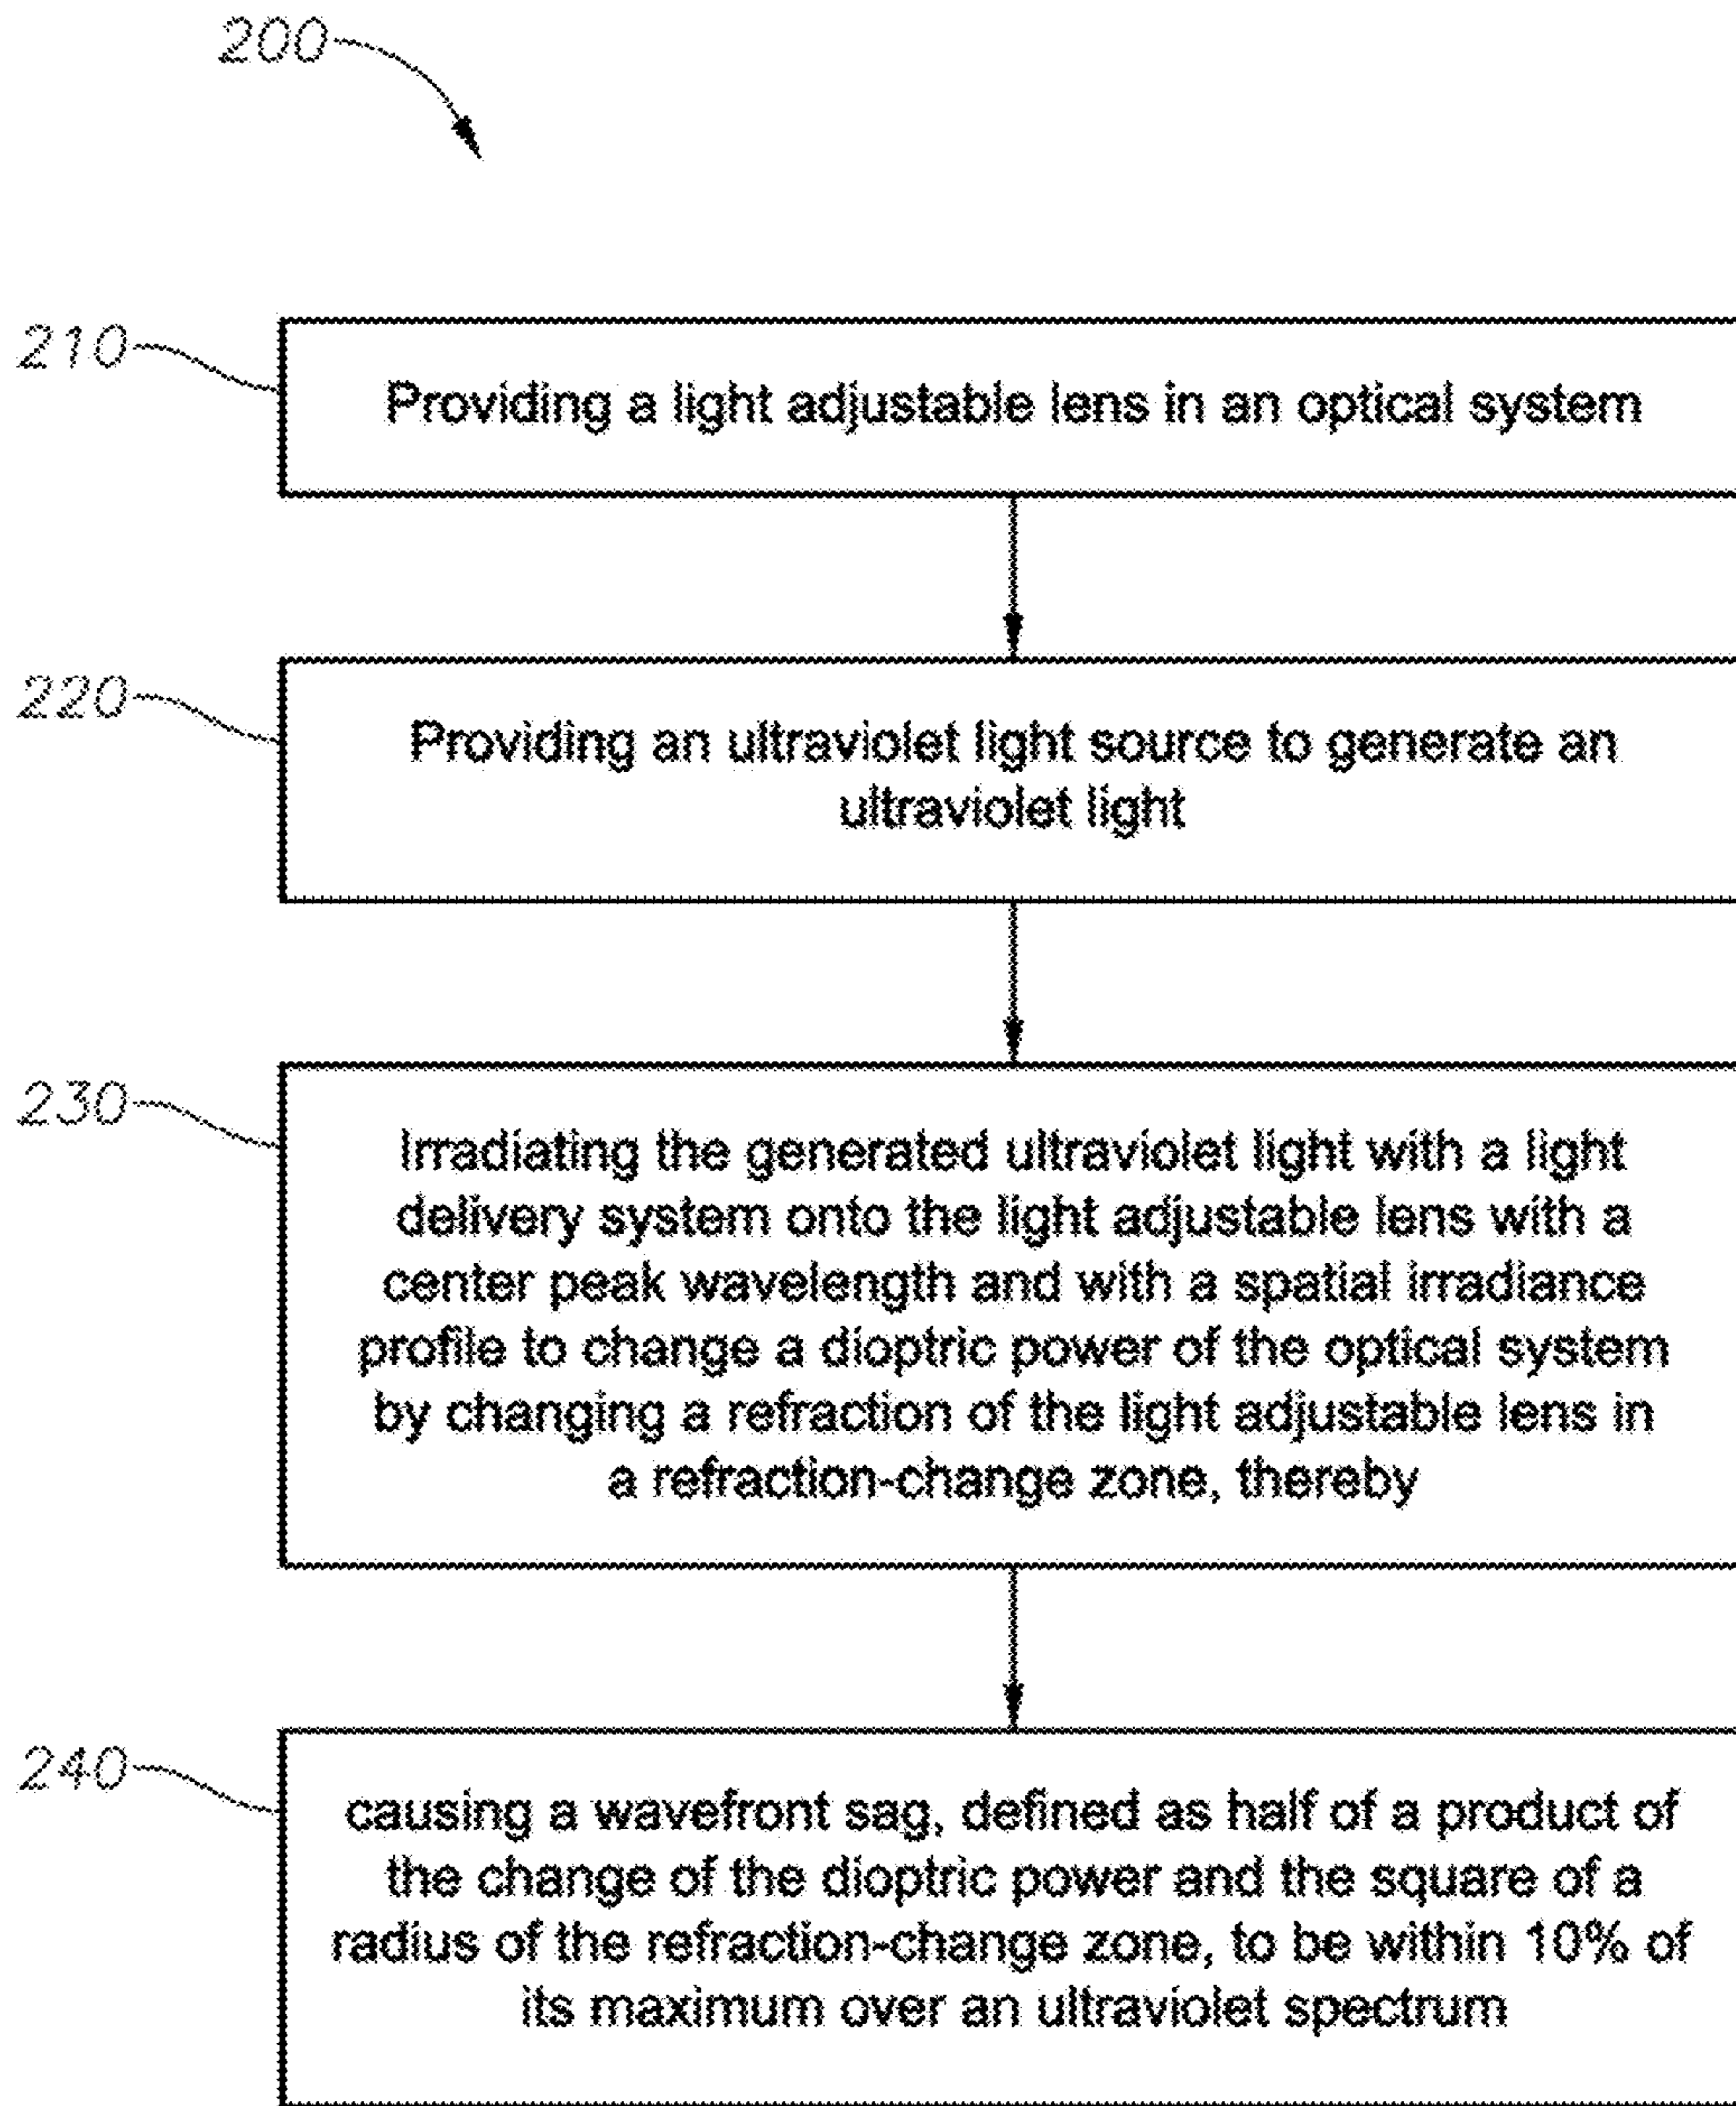 200
210
Providing a light adjustable lens in an optical system
220
Providing an ultraviolet light source to generate an
ultraviolet light
230
Irradiating the generated ultraviolet light with a light
delivery system onto the light adjustable lens with a
center peak wavelength and with a spatial irradiance
profile to change a dioptric power of the optical system
by changing a refraction of the light adjustable lens in
a refraction-change zone, thereby
240
causing a wavefront sag, defined as half of a product of
the change of the dioptric power and the square of a
radius of the refraction-change zone, to be within 10% of
its maximum over an ultraviolet spectrum